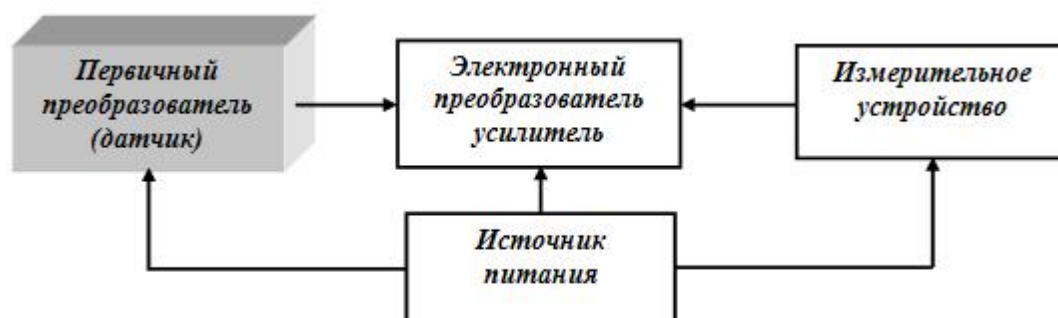 Первичный
преобразователь
(датчик)
Электронный
преобразователь
усилитель
Измерительное
устройство
Источник
питания